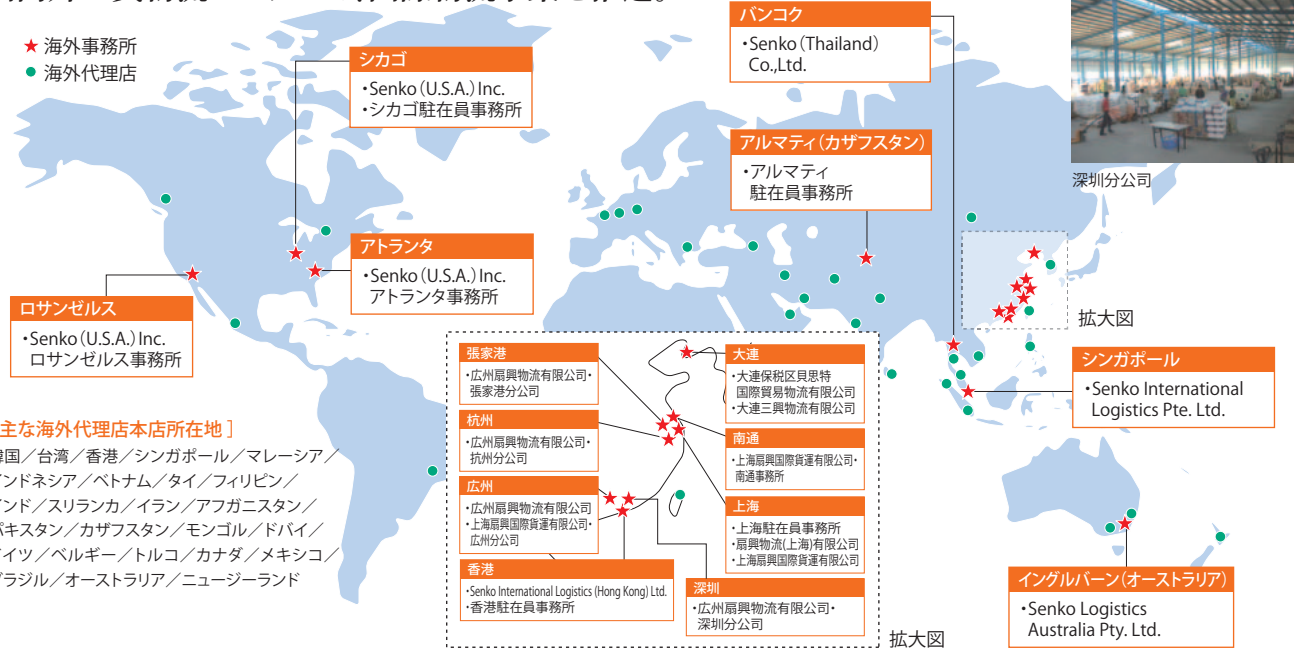 ★ 海外事務所
● 海外代理店
シカゴ
・Senko(U.S.A.)Inc.
・シカゴ駐在員事務所
バンコク
・Senko(Thailand)
Co.,Ltd.
アルマティ(カザフスタン)
・アルマティ
駐在員事務所
深圳分公司
アトランタ
・Senko(U.S.A.)Inc.
アトランタ事務所
ロサンゼルス
・Senko(U.S.A.)Inc.
ロサンゼルス事務所
拡大図
シンガポール
・Senko International
Logistics Pte. Ltd.
張家港
・広州扇興物流有限公司・
張家港分公司
杭州
・広州扇興物流有限公司・
抗州分公司
広州
・広州扇興物流有限公司
・上海扇興国際貨運有限公司・
広州分公司
香港
・Senko International Logistics (Hong Kong) Ltd.
・香港駐在員事務所
大連
・大連保税区貝思特
国際貿易物流有限公司
・大連三興物流有限公司
南通
・上海扇興国際貨運有限公司・
南通事務所
上海
・上海駐在員事務所
・扇興物流(上海)有限公司
・上海扇興国際貨運有限公司
深圳
・広州扇興物流有限公司・
深圳分公司
拡大図
イングルバーン(オーストラリア)
・Senko Logistics
Australia Pty. Ltd.
主な海外代理店本店所在地]
韓国/台湾/香港/シンガポール/マレーシア/
インドネシア/ベトナム/タイ/フィリピン/
インド/スリランカ/イラン/アフガニスタン/
パキスタン/カザフスタン/モンゴル/ドバイ/
ドイツ/ベルギー/トルコ/カナダ/メキシコ/
ブラジル/オーストラリア/ニュージーランド